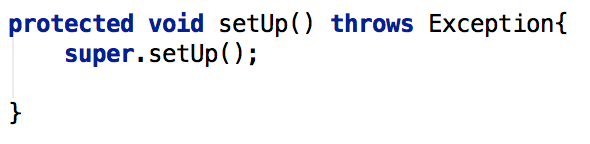 protected void setUp() throws Exception{
super.setUp();
}